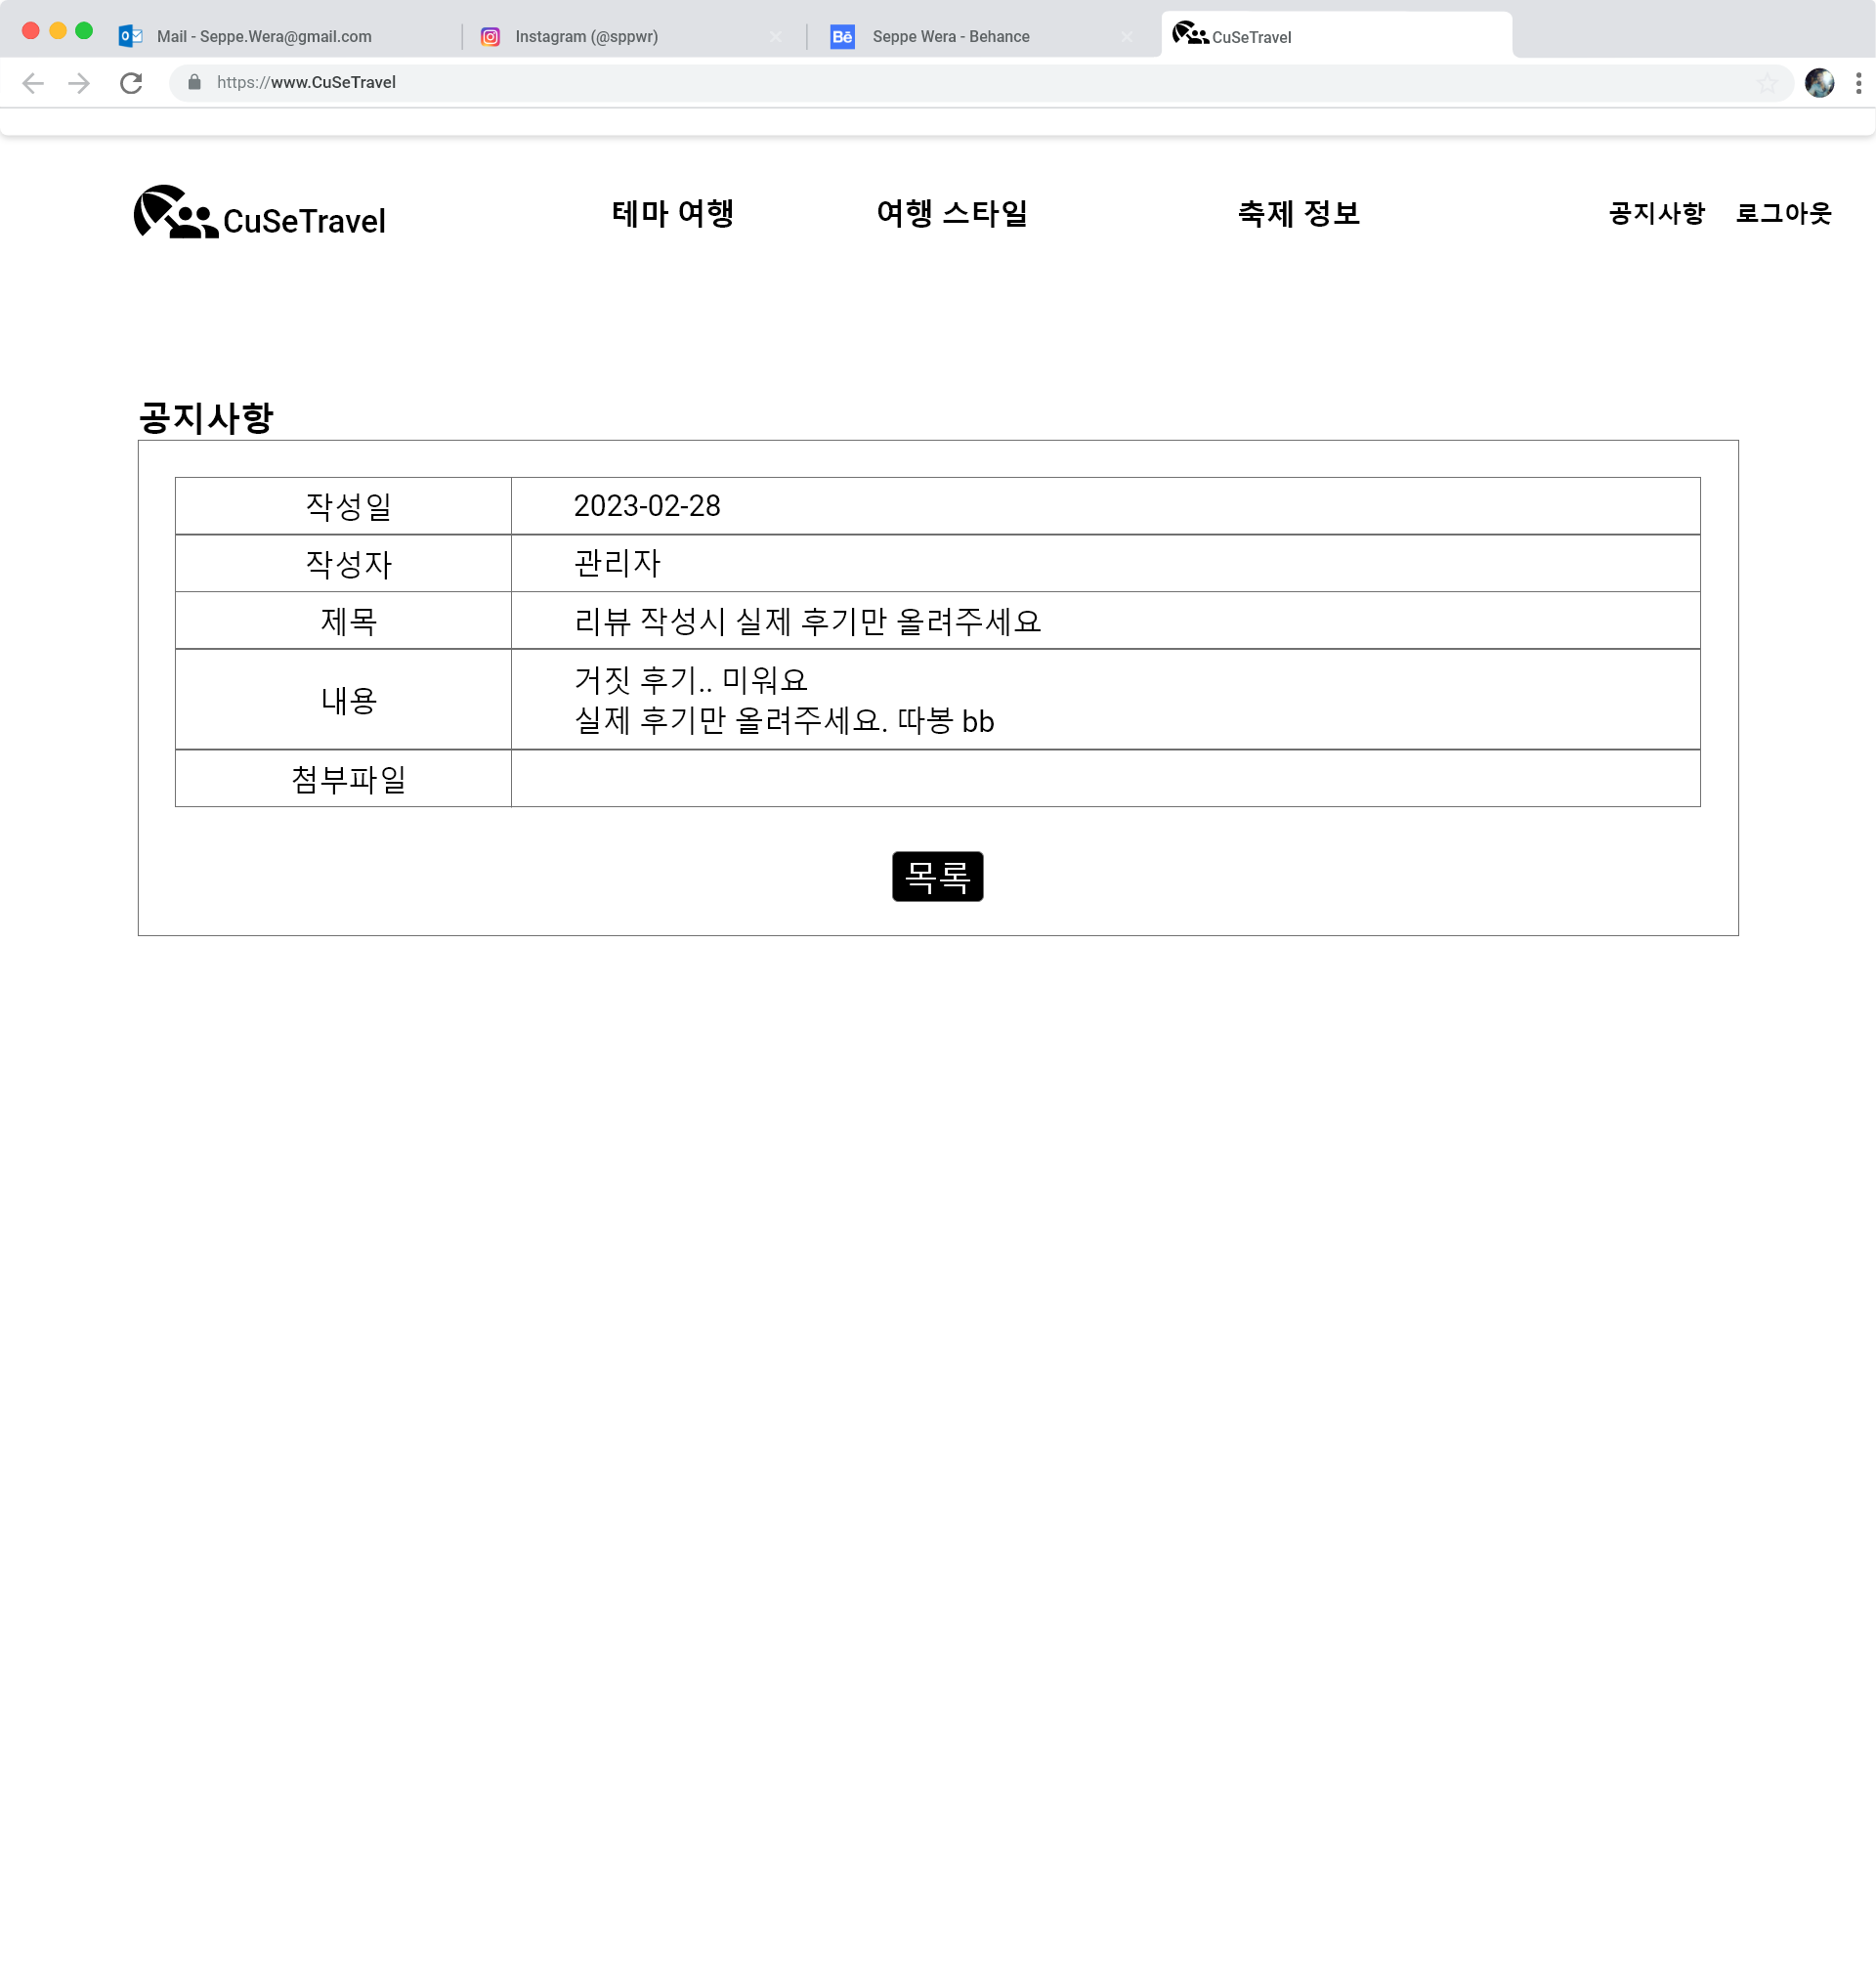 Mail - Seppe.Wera@gmail.com
Instagram (@sppwr)
Bē
Seppe Wera - Behance
CuSeTravel
https://www.CuSeTravel
CuSeTravel
테마 여행
여행 스타일
축제 정보
공지사항
로그아웃
공지사항
작성일 2023-02-28
작성자 관리자
제목 리뷰 작성시 실제 후기만 올려주세요
내용 거짓 후기.. 미워요
실제 후기만 올려주세요. 따봉 bb
첨부파일
목록